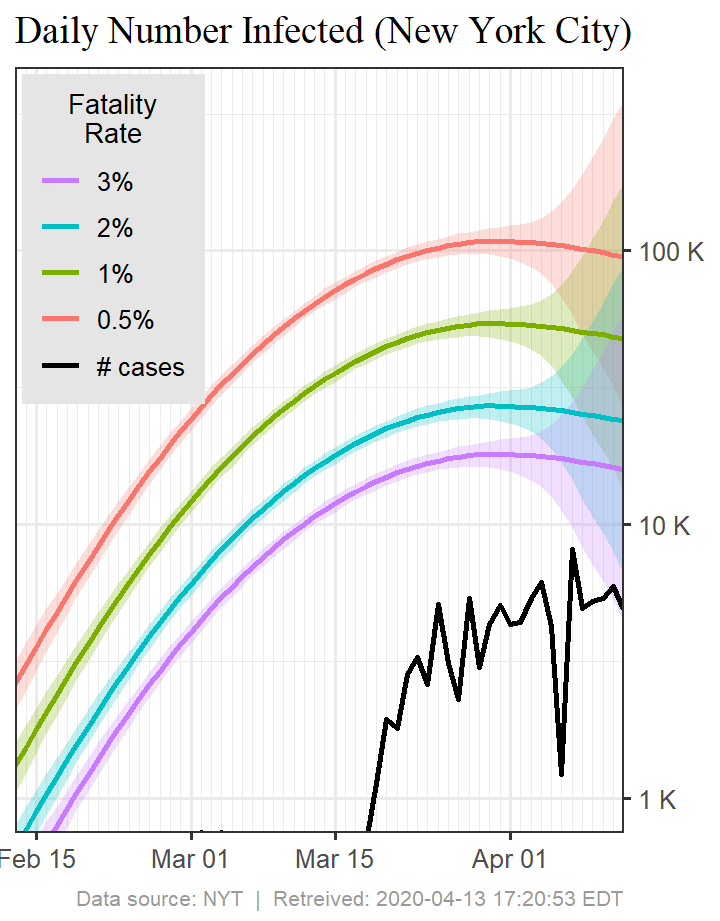 Daily Number Infected (New York City)
Fatality
Rate
3%
2%
1%
0.5%
# cases
100 K
10 K
1 K
Feb 15
Mar 01
Mar 15
Apr 01
Data source: NYT | Retreived: 2020-04-13 17:20:53 EDT